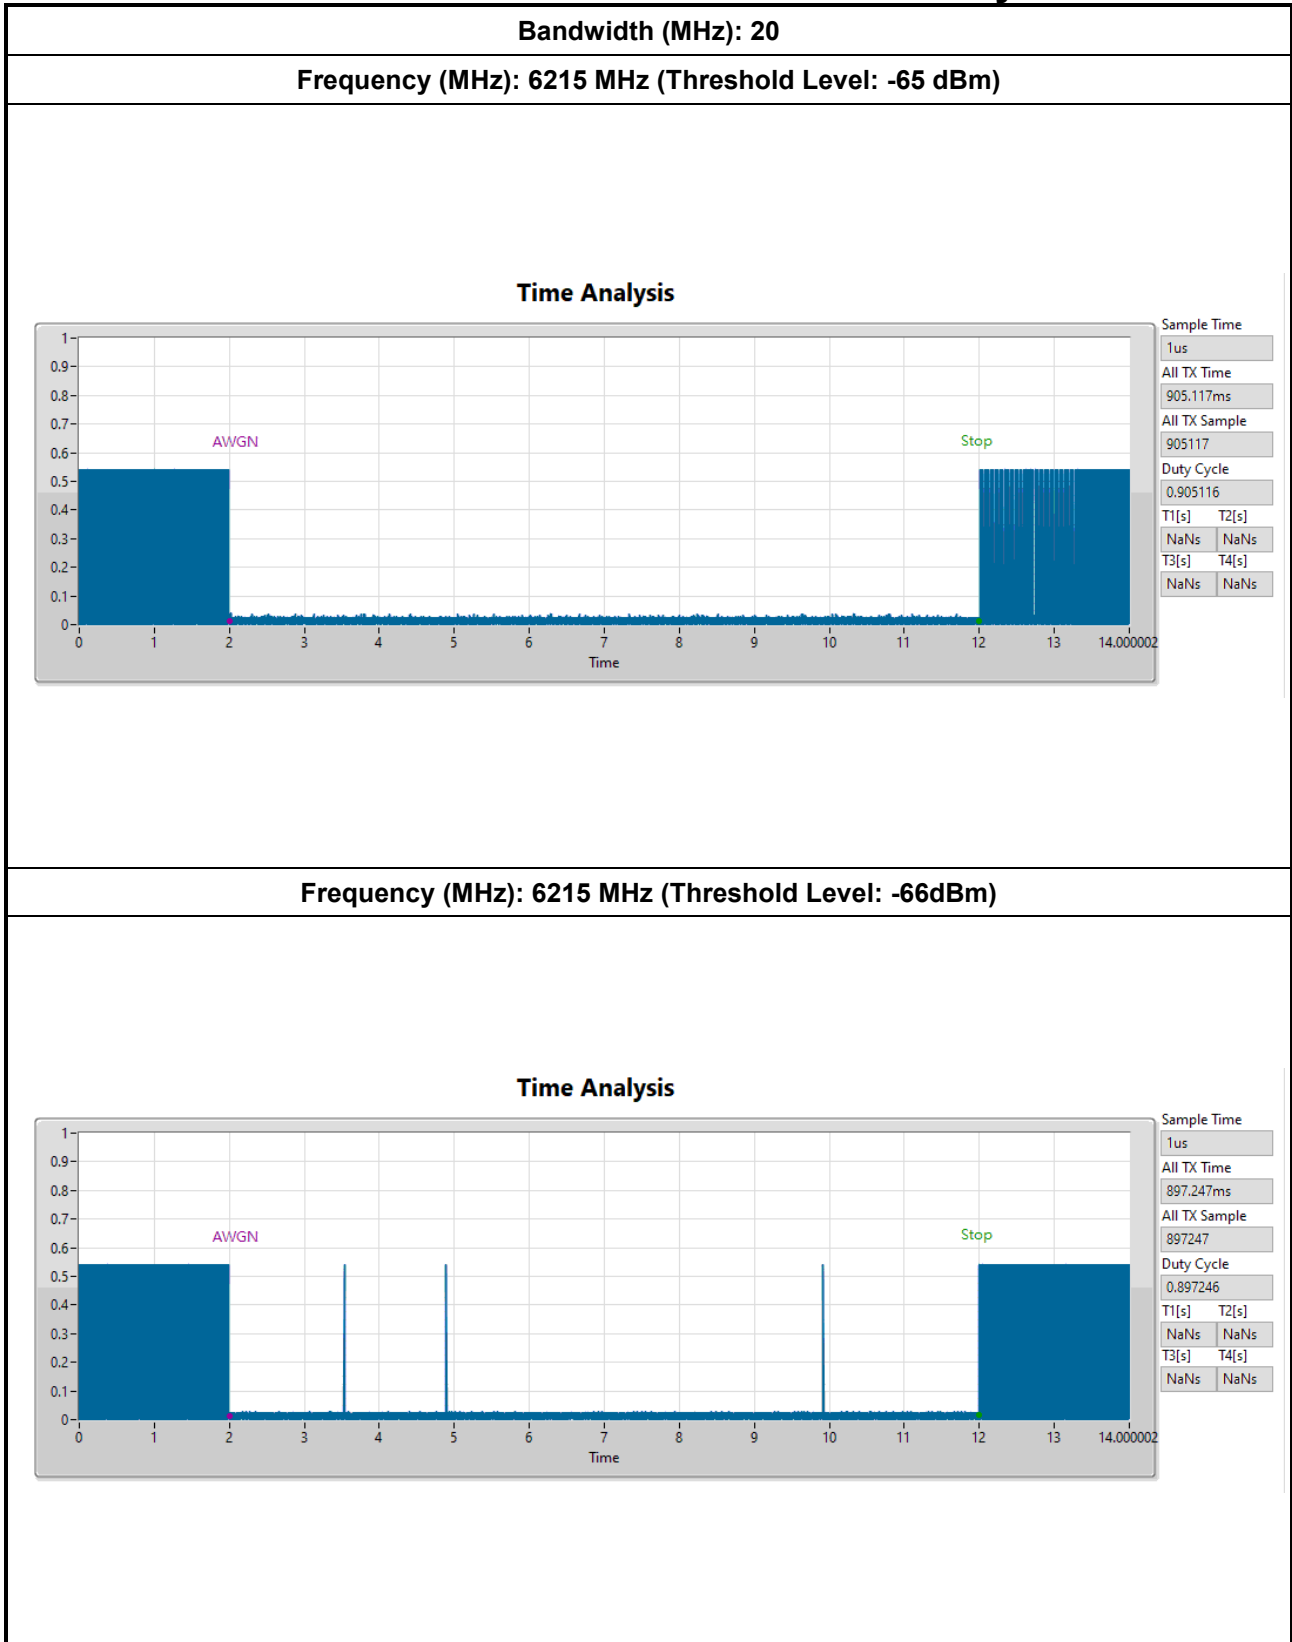 Bandwidth (MHz): 20
Frequency (MHz): 6215 MHz (Threshold Level: -65 dBm)
Time Analysis
1
0.9
0.8
0.7
0.6
0.5
0.4
0.3
0.2
0.1
0
AWGN
Stop
0 1 2 3 4 5 6 7 8 9 10 11 12 13 14.000002
Time
Sample Time
1us
All TX Time
905.117ms
All TX Sample
905117
Duty Cycle
0.905116
T1[s] T2[s]
NaNs NaNs
T3[s] T4[s]
NaNs NaNs
Frequency (MHz): 6215 MHz (Threshold Level: -66dBm)
Time Analysis
1
0.9
0.8
0.7
0.6
0.5
0.4
0.3
0.2
0.1
0
AWGN
Stop
0 1 2 3 4 5 6 7 8 9 10 11 12 13 14.000002
Time
Sample Time
1us
All TX Time
897.247ms
All TX Sample
897247
Duty Cycle
0.897246
T1[s] T2[s]
NaNs NaNs
T3[s] T4[s]
NaNs NaNs